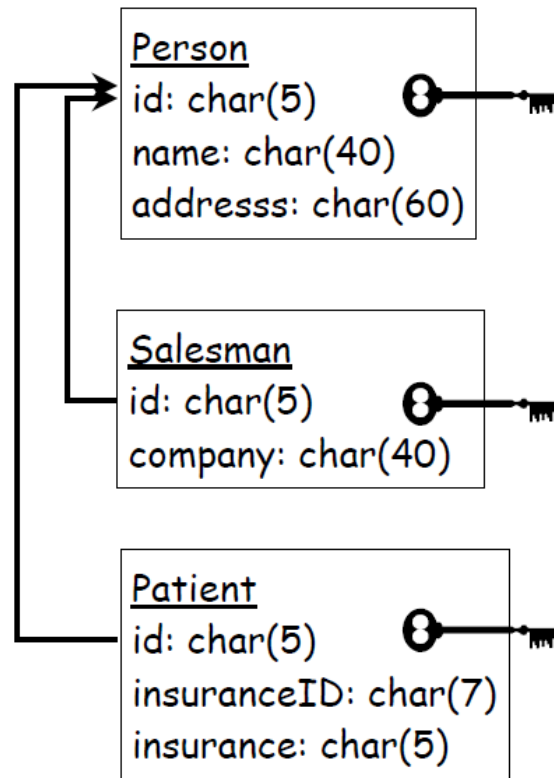 Person
id: char(5)
name: char(40)
addresss: char(60)
Salesman
id: char(5)
company: char(40)
Patient
id: char(5)
insuranceID: char(7)
insurance: char(5)